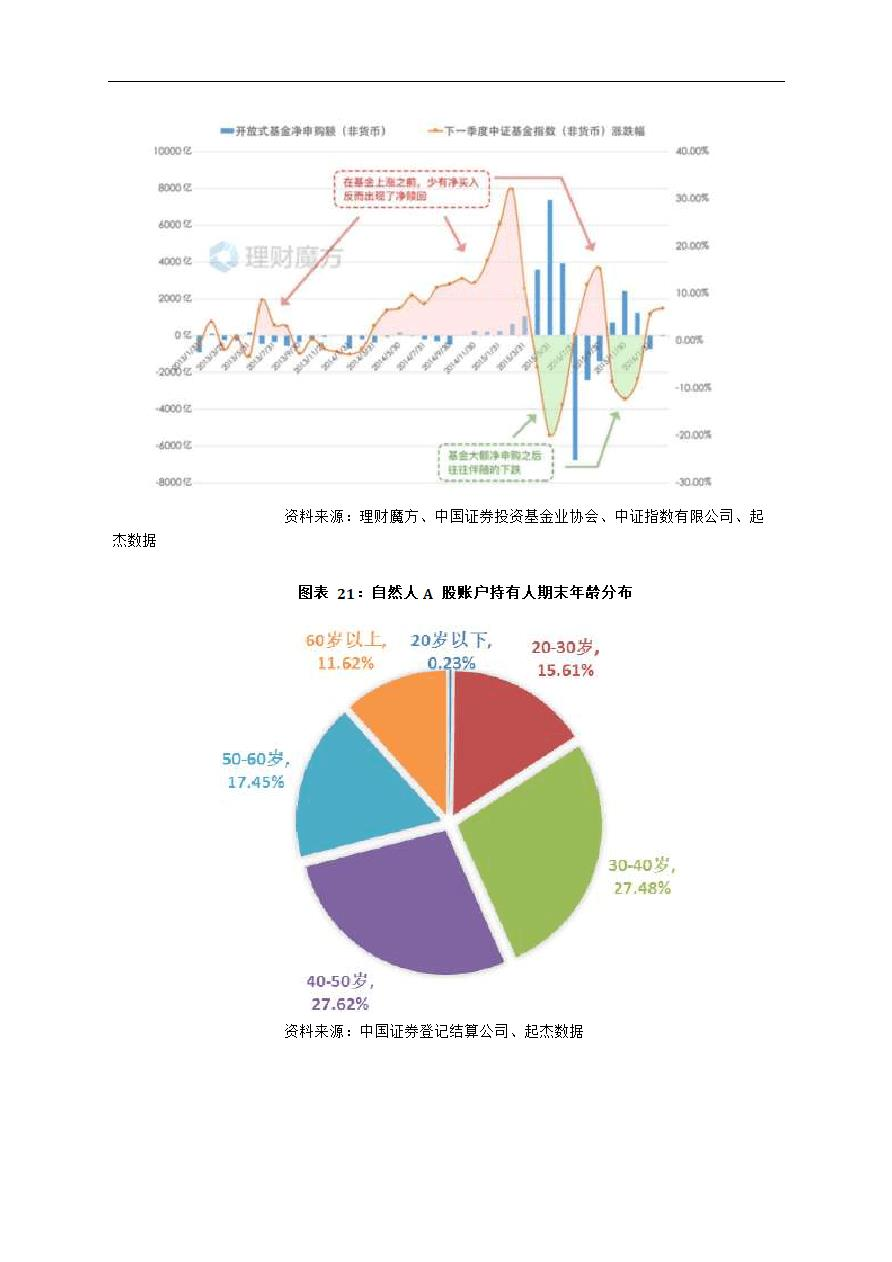 开放式基金净申购额（非货币）
下一季度中证基金指数（非货币）涨跌幅
10000亿
8000亿
6000亿
4000亿
2000亿
0亿
-2000亿
-4000亿
-6000亿
-8000亿
40.00%
30.00%
20.00%
10.00%
0.00%
-10.00%
-20.00%
-30.00%
在基金上涨之前，少有净买入
反而出现了净赎回
理财魔方
基金大额净申购之后
往往伴随的下跌
资料来源：理财魔方、中国证券投资基金业协会、中证指数有限公司、起
杰数据
图表 21：自然人 A 股账户持有人期末年龄分布
60岁以上,
11.62%
20岁以下,
0.23%
20-30岁,
15.61%
50-60岁,
17.45%
30-40岁,
27.48%
40-50岁,
27.62%
资料来源：中国证券登记结算公司、起杰数据